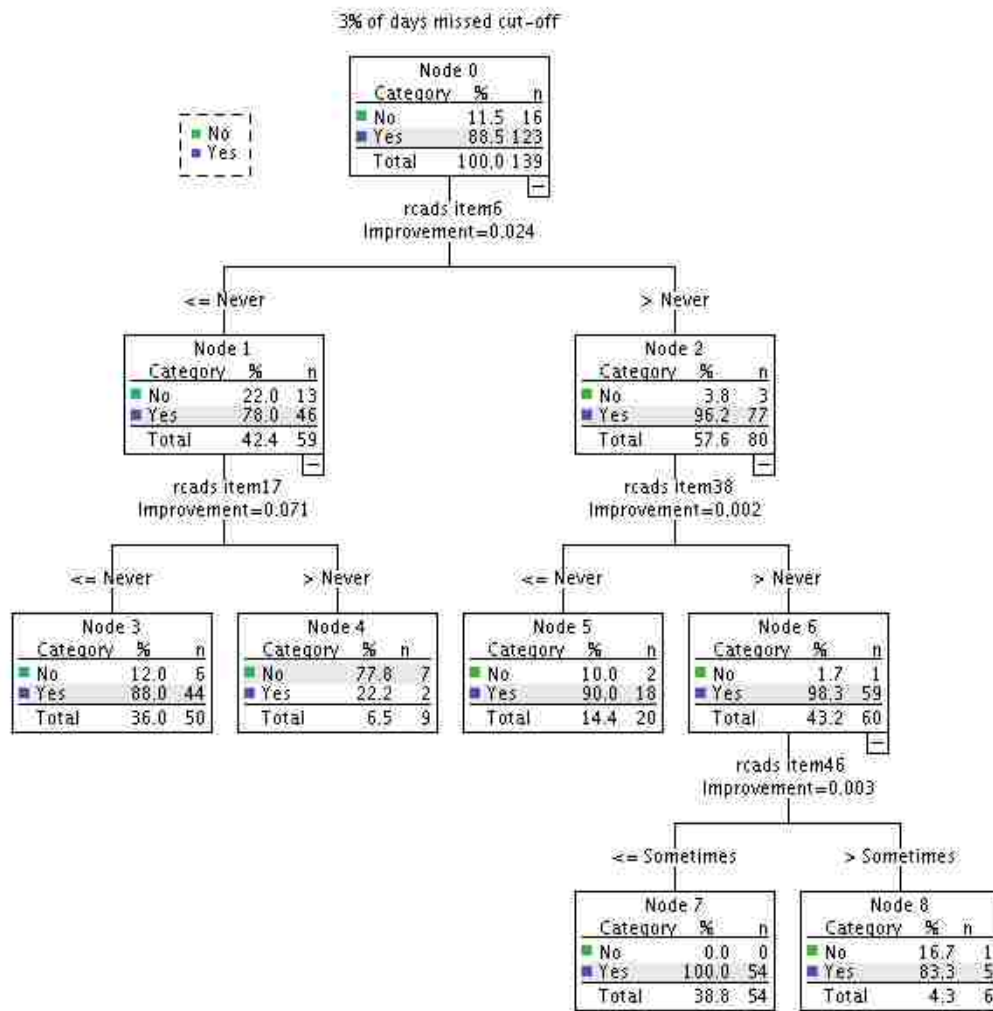 3% of days missed cut-off
Node 0
Category % n
No 11.5 16
Yes 88.5 123
Total 100.0 139
No
Yes
rcads item6
Improvement=0.024
<= Never
> Never
Node 1
Category % n
No 22.0 13
Yes 78.0 46
Total 42.4 59
Node 2
Category % n
No 3.8 3
Yes 96.2 77
Total 57.6 80
rcads item17
Improvement=0.071
rcads item38
Improvement=0.002
<= Never
> Never
<= Never
> Never
Node 3
Category % n
No 12.0 6
Yes 88.0 44
Total 36.0 50
Node 4
Category % n
No 77.8 7
Yes 22.2 2
Total 6.5 9
Node 5
Category % n
No 10.0 2
Yes 90.0 18
Total 14.4 20
Node 6
Category % n
No 1.7 1
Yes 98.3 59
Total 43.2 60
rcads item46
Improvement=0.003
<= Sometimes
> Sometimes
Node 7
Category % n
No 0.0 0
Yes 100.0 54
Total 38.8 54
Node 8
Category % n
No 16.7 1
Yes 83.3 5
Total 4.3 6